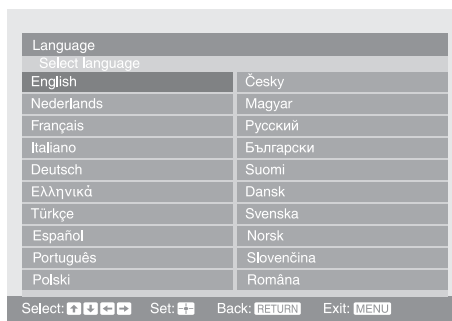 Language
Select language
English
Nederlands
Français
Italiano
Deutsch
Ελληνικά
Türkçe
Español
Português
Polski
Česky
Magyar
Русский
Български
Suomi
Dansk
Svenska
Norsk
Slovenčina
Româna
Select: Set: Back: RETURN Exit: MENU